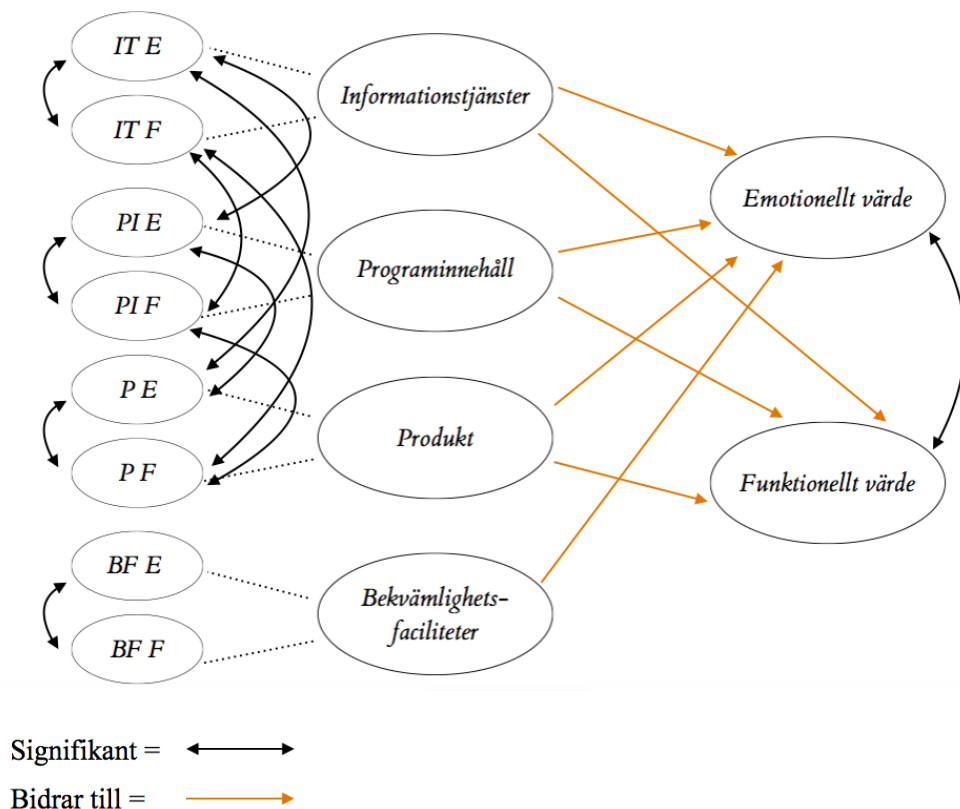 IT E
IT F
PI E
PI F
P E
P F
BF E
BF F
Informationstjänster
Programinnehåll
Produkt
Bekvämlighets-
faciliteter
Emotionellt värde
Funktionellt värde
Signifikant =
Bidrar till =